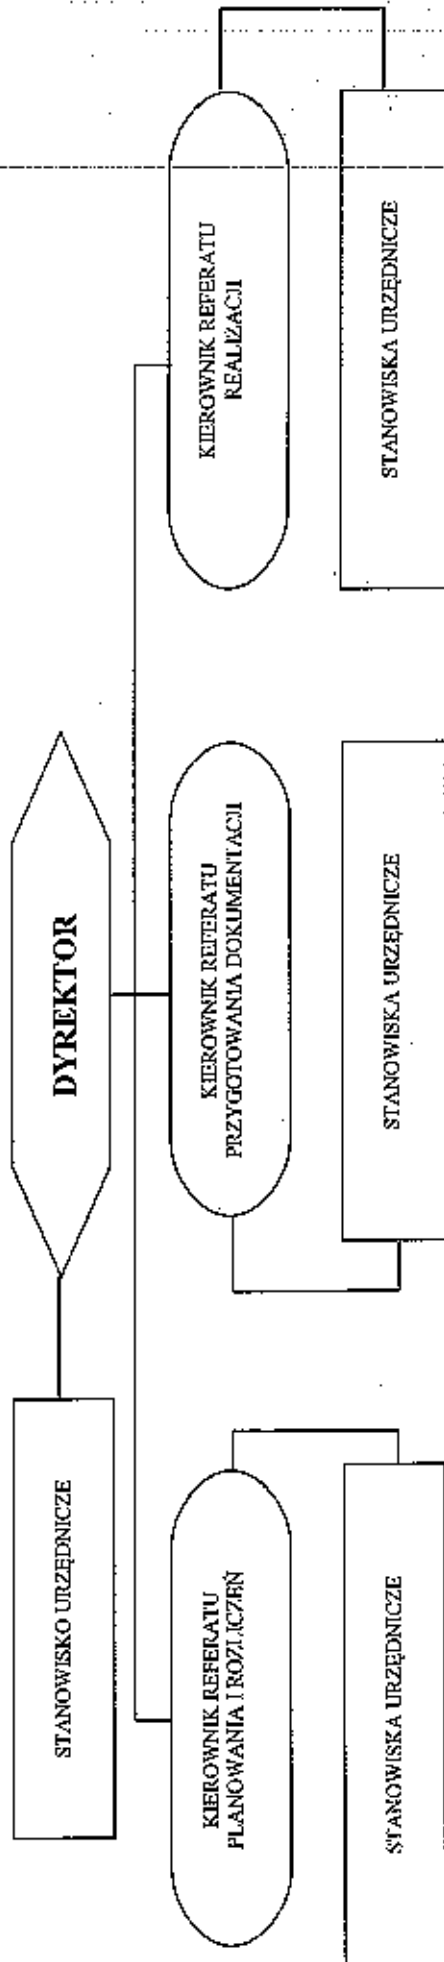 STANOWISKO URZĘDNICZE
DYREKTOR
KIEROWNIK REFERATU
PLANOWANIA I ROZLICZEŃ
KIEROWNIK REFERATU
PRZYGOTOWANIA DOKUMENTACJI
KIEROWNIK REFERATU
REALIZACJI
STANOWISKA URZĘDNICZE
STANOWISKA URZĘDNICZE
STANOWISKA URZĘDNICZE